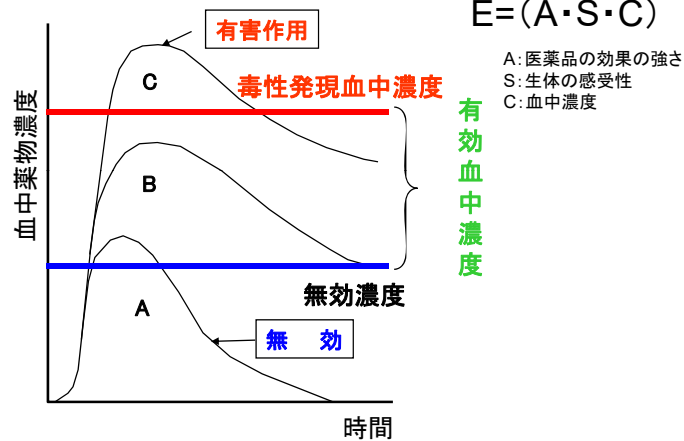 E=(A・S・C)
A:医薬品の効果の強さ
S:生体の感受性
C:血中濃度
有害作用
C
毒性発現血中濃度
有効血中濃度
血中薬物濃度
B
無効濃度
A
無 効
時間